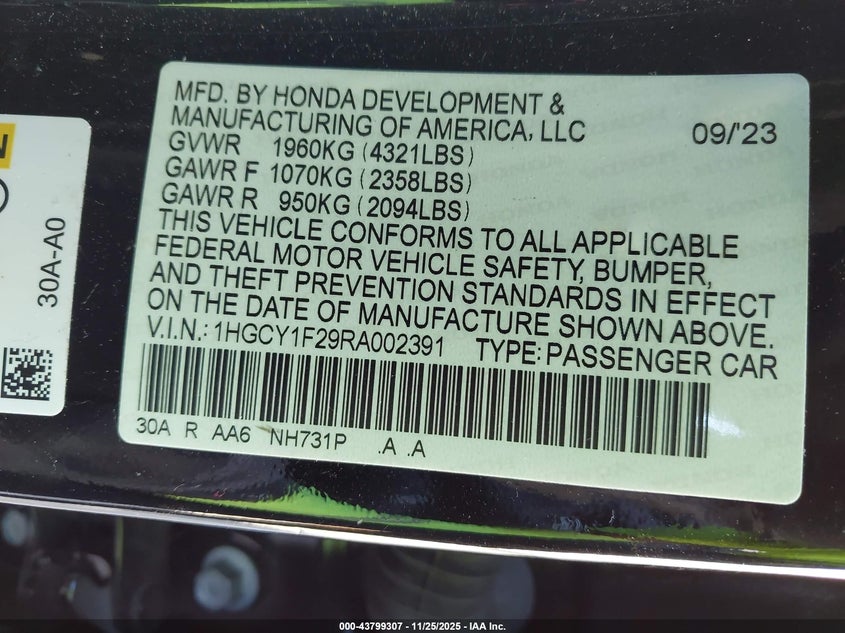 MFD. BY HONDA DEVELOPMENT &
MANUFACTURING OF AMERICA, LLC 09/'23
GVWR 1960KG (4321LBS)
GAWR F 1070KG (2358LBS)
GAWR R 950KG (2094LBS)
THIS VEHICLE CONFORMS TO ALL APPLICABLE
FEDERAL MOTOR VEHICLE SAFETY, BUMPER,
AND THEFT PREVENTION STANDARDS IN EFFECT
ON THE DATE OF MANUFACTURE SHOWN ABOVE.
V.I.N.: 1HGCY1F29RA002391 TYPE: PASSENGER CAR
30A R AA6 NH731P .A .A
N
30A-A0
000-43799307 - 11/25/2025 - IAA Inc.